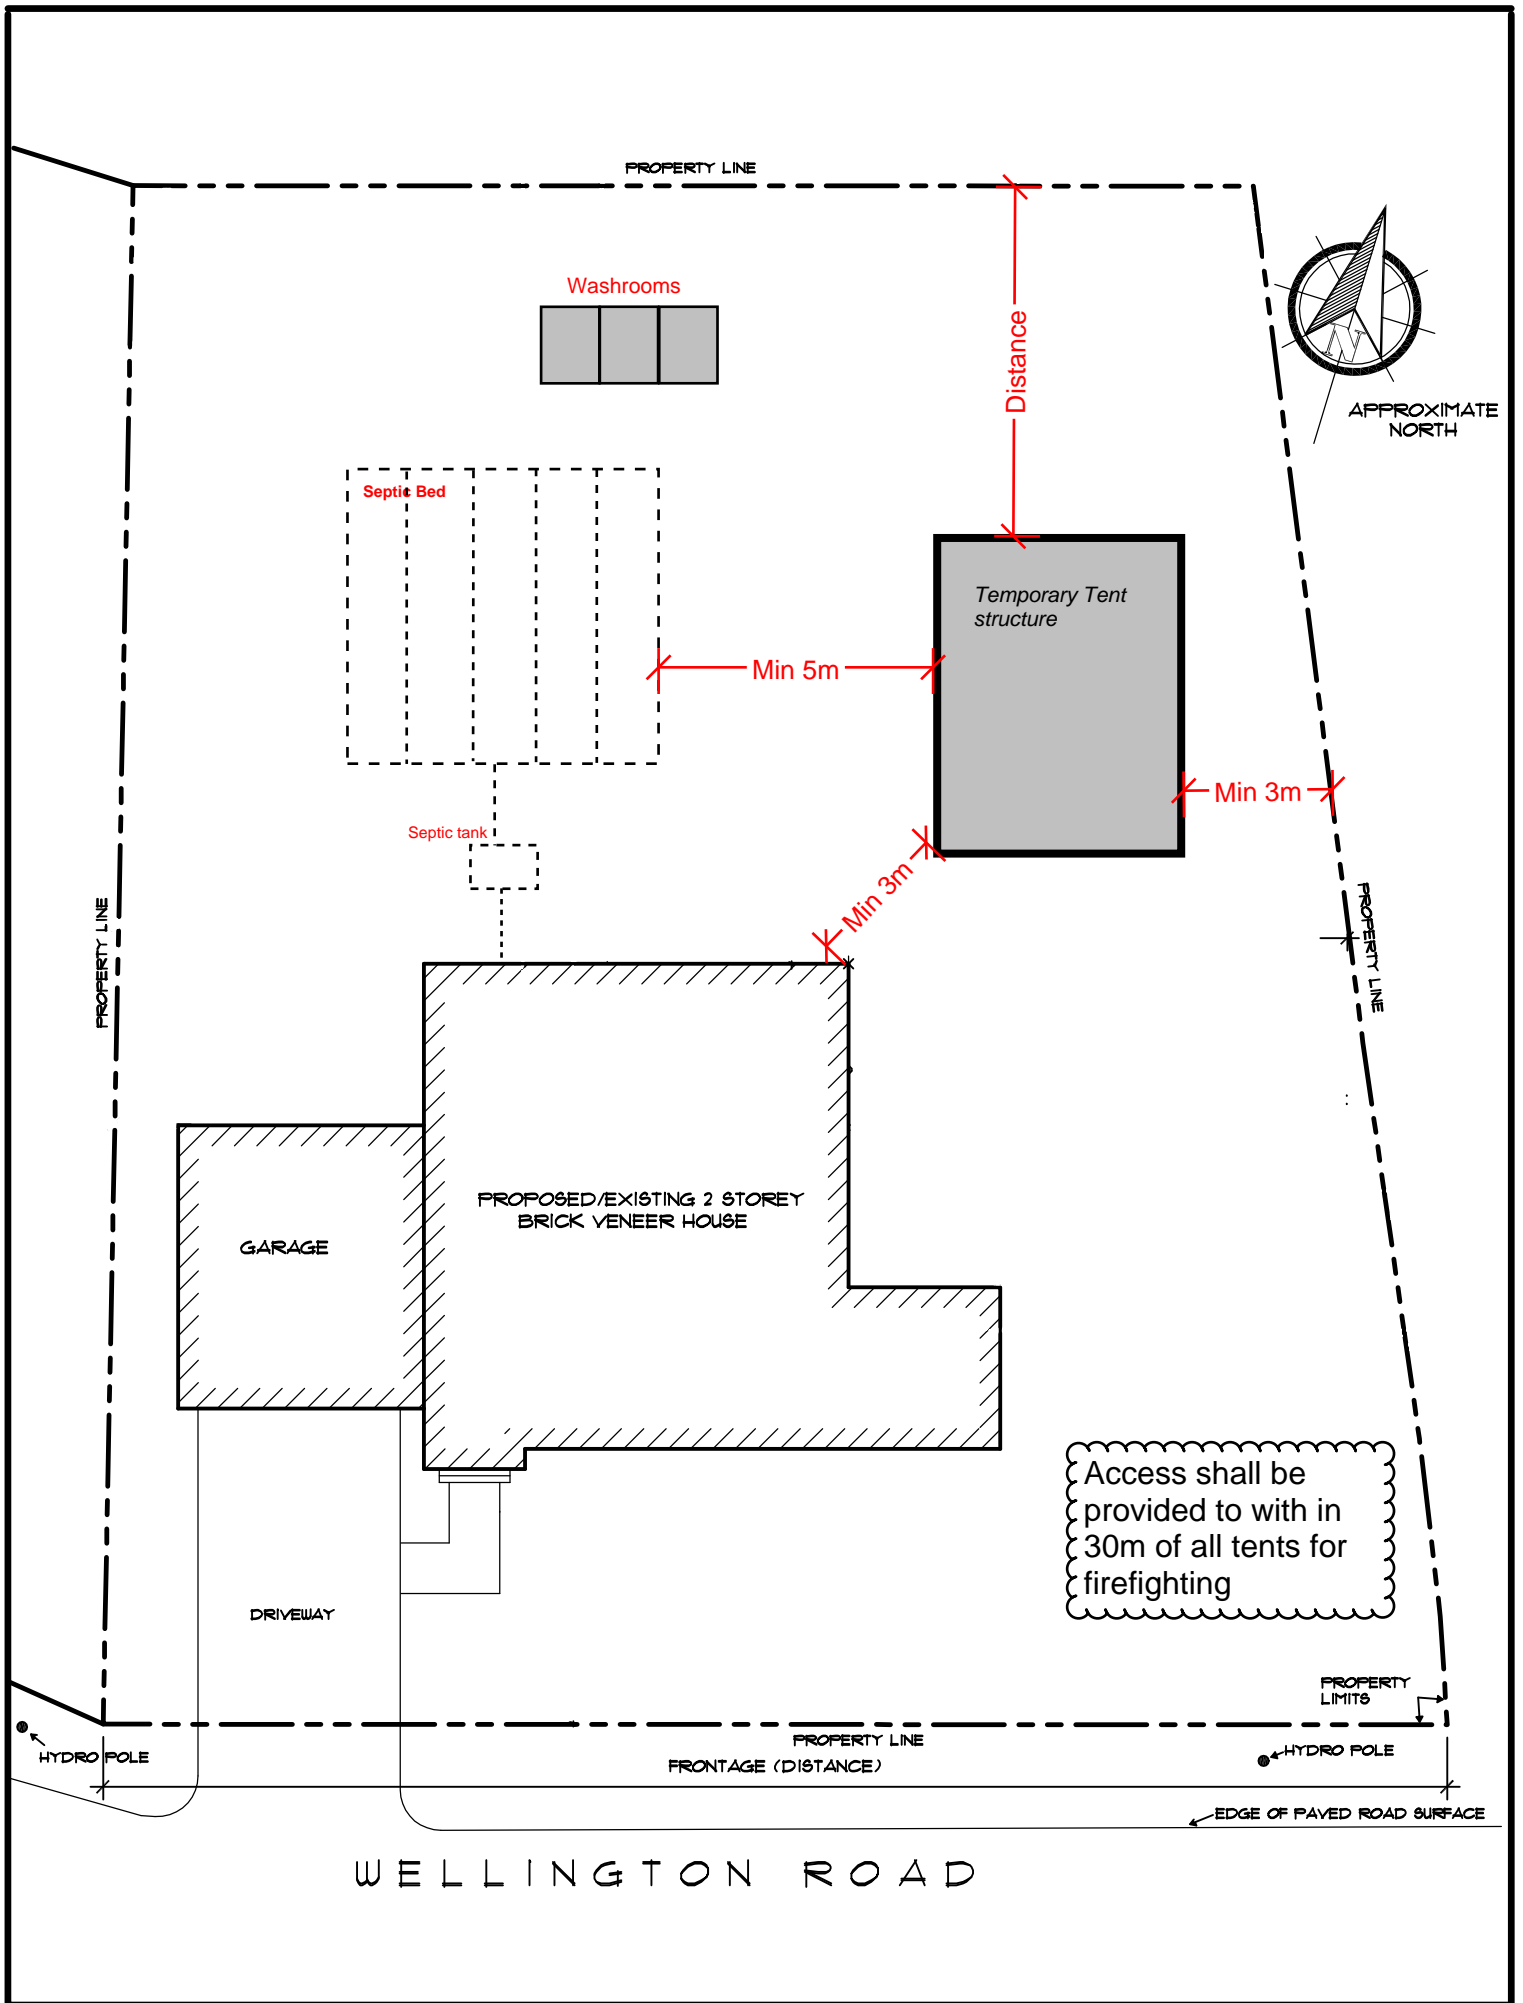 PROPERTY LINE
Washrooms
Distance
N
APPROXIMATE
NORTH
Septic Bed
Temporary Tent
structure
Min 5m
Min 3m
Septic tank
Min 3m
PROPERTY LINE
PROPERTY LINE
PROPOSED/EXISTING 2 STOREY
BRICK VENEER HOUSE
GARAGE
Access shall be
provided to with in
30m of all tents for
firefighting
DRIVEWAY
PROPERTY
LIMITS
PROPERTY LINE
HYDRO POLE
HYDRO POLE
FRONTAGE (DISTANCE)
EDGE OF PAVED ROAD SURFACE
WELLINGTON ROAD